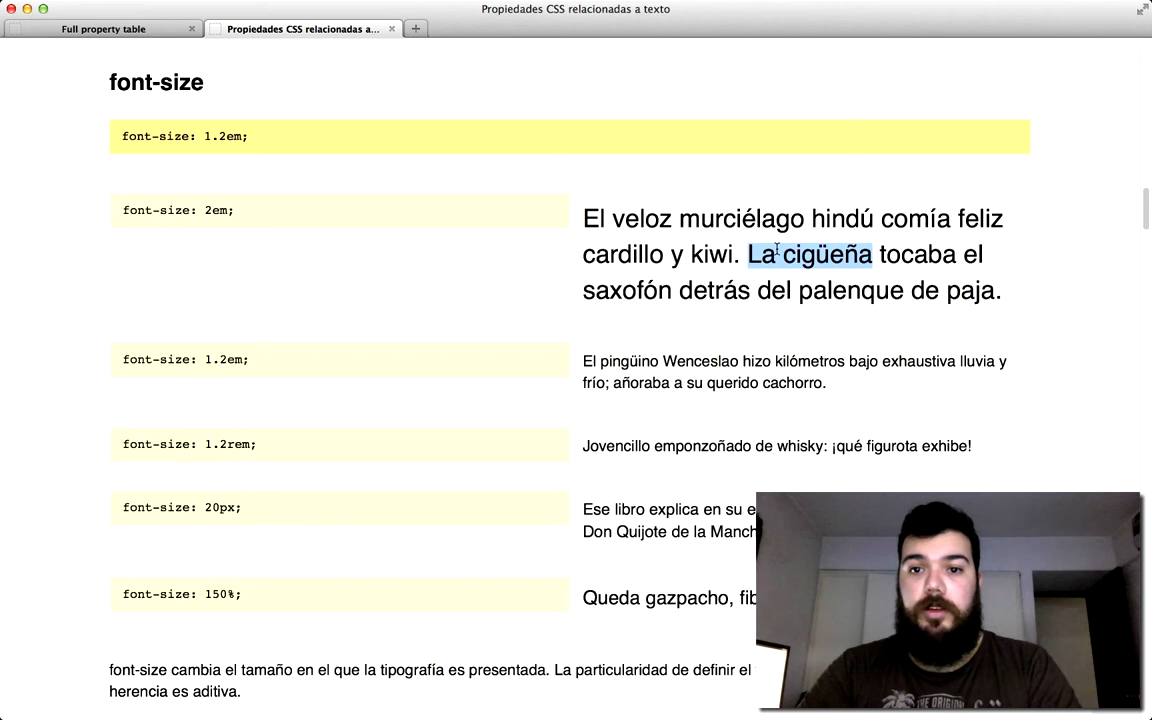 Propiedades CSS relacionadas a texto
Full property table
Propiedades CSS relacionadas a...
font-size
font-size: 1.2em;
font-size: 2em;
El veloz murciélago hindú comía feliz
cardillo y kiwi. La cigüeña tocaba el
saxofón detrás del palenque de paja.
font-size: 1.2em;
El pingüino Wenceslao hizo kilómetros bajo exhaustiva lluvia y
frío; añoraba a su querido cachorro.
font-size: 1.2rem;
Jovencillo emponzoñado de whisky: ¡qué figurota exhibe!
font-size: 20px;
Ese libro explica en su e
Don Quijote de la Manch
font-size: 150%;
Queda gazpacho, fib
font-size cambia el tamaño en el que la tipografía es presentada. La particularidad de definir el
herencia es aditiva.
THE ORIGINAL